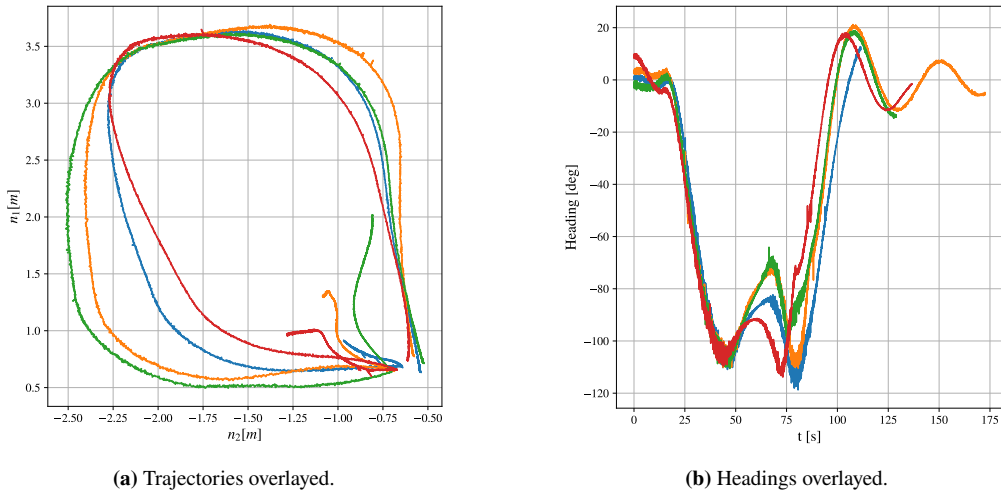 3.5
3.0
2.5
2.0
1.5
1.0
0.5
n₁[m]
−2.50 −2.25 −2.00 −1.75 −1.50 −1.25 −1.00 −0.75 −0.50
n₂[m]
(a) Trajectories overlayed.
20
0
−20
−40
−60
−80
−100
−120
Heading [deg]
0 25 50 75 100 125 150 175
t [s]
(b) Headings overlayed.